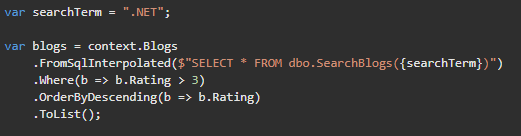 var searchTerm = ".NET";
var blogs = context.Blogs
.FromSqlInterpolated($"SELECT * FROM dbo.SearchBlogs({searchTerm})")
.Where(b => b.Rating > 3)
.OrderByDescending(b => b.Rating)
.ToList();